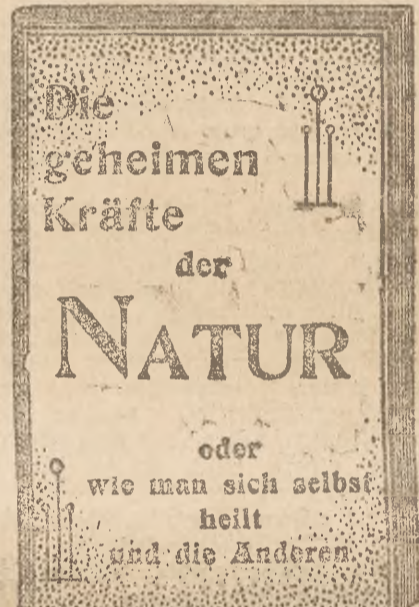 Die
geheimen
Kräfte
der
NATUR
oder
wie man sich selbst
heilt
und die Anderen.